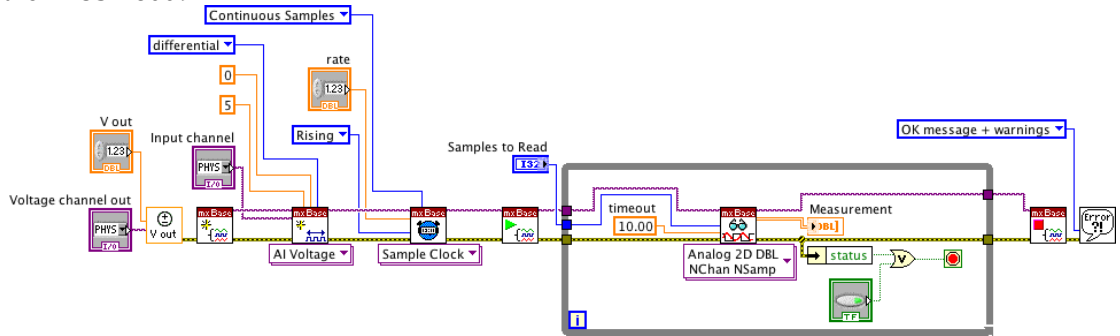 Continuous Samples
differential
rate
0
1.23
DBL
5
V out
Input channel
Rising
OK message + warnings
1.23
DBL
PHYS
I/O
Samples to Read
I32
Voltage channel out
PHYS
I/O
V out
mx Base
mx Base
mx Base
mx Base
timeout
10.00
mx Base
Measurement
DBL]
mx Base
Error
?!
AI Voltage
Sample Clock
Analog 2D DBL
NChan NSamp
status
V
TF
i